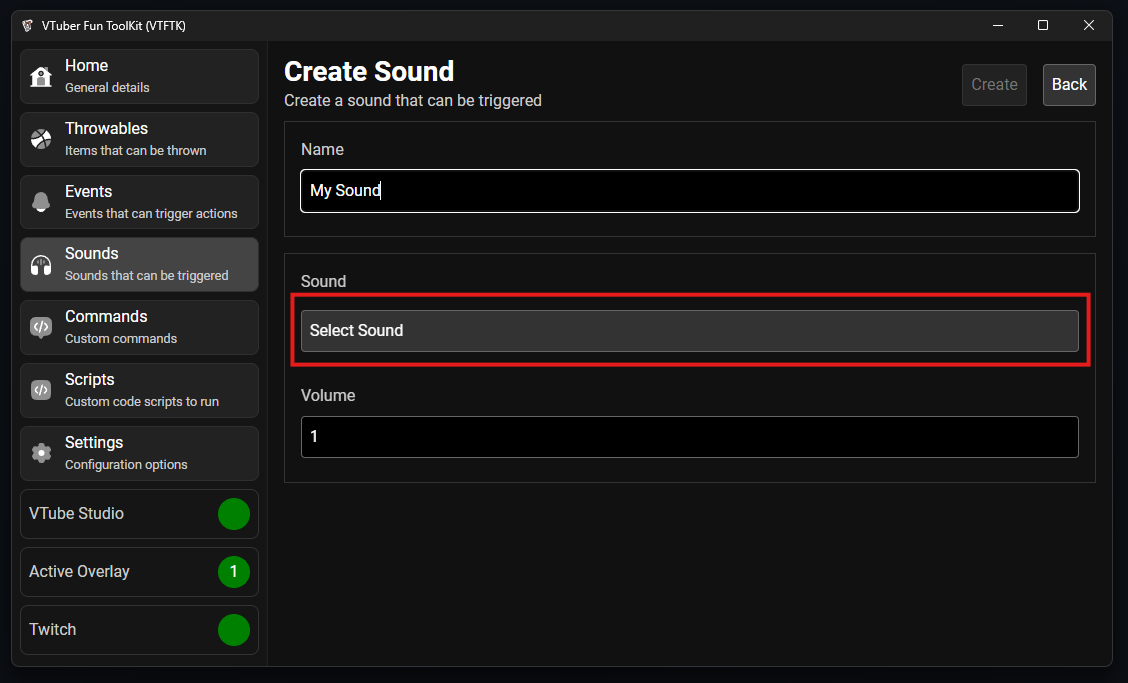 VTuber Fun ToolKit (VTFTK)
Home
General details
Throwables
Items that can be thrown
Events
Events that can trigger actions
Sounds
Sounds that can be triggered
Commands
Custom commands
Scripts
Custom code scripts to run
Settings
Configuration options
VTube Studio
Active Overlay 1
Twitch
Create Sound
Create a sound that can be triggered
Create Back
Name
My Sound
Sound
Select Sound
Volume
1